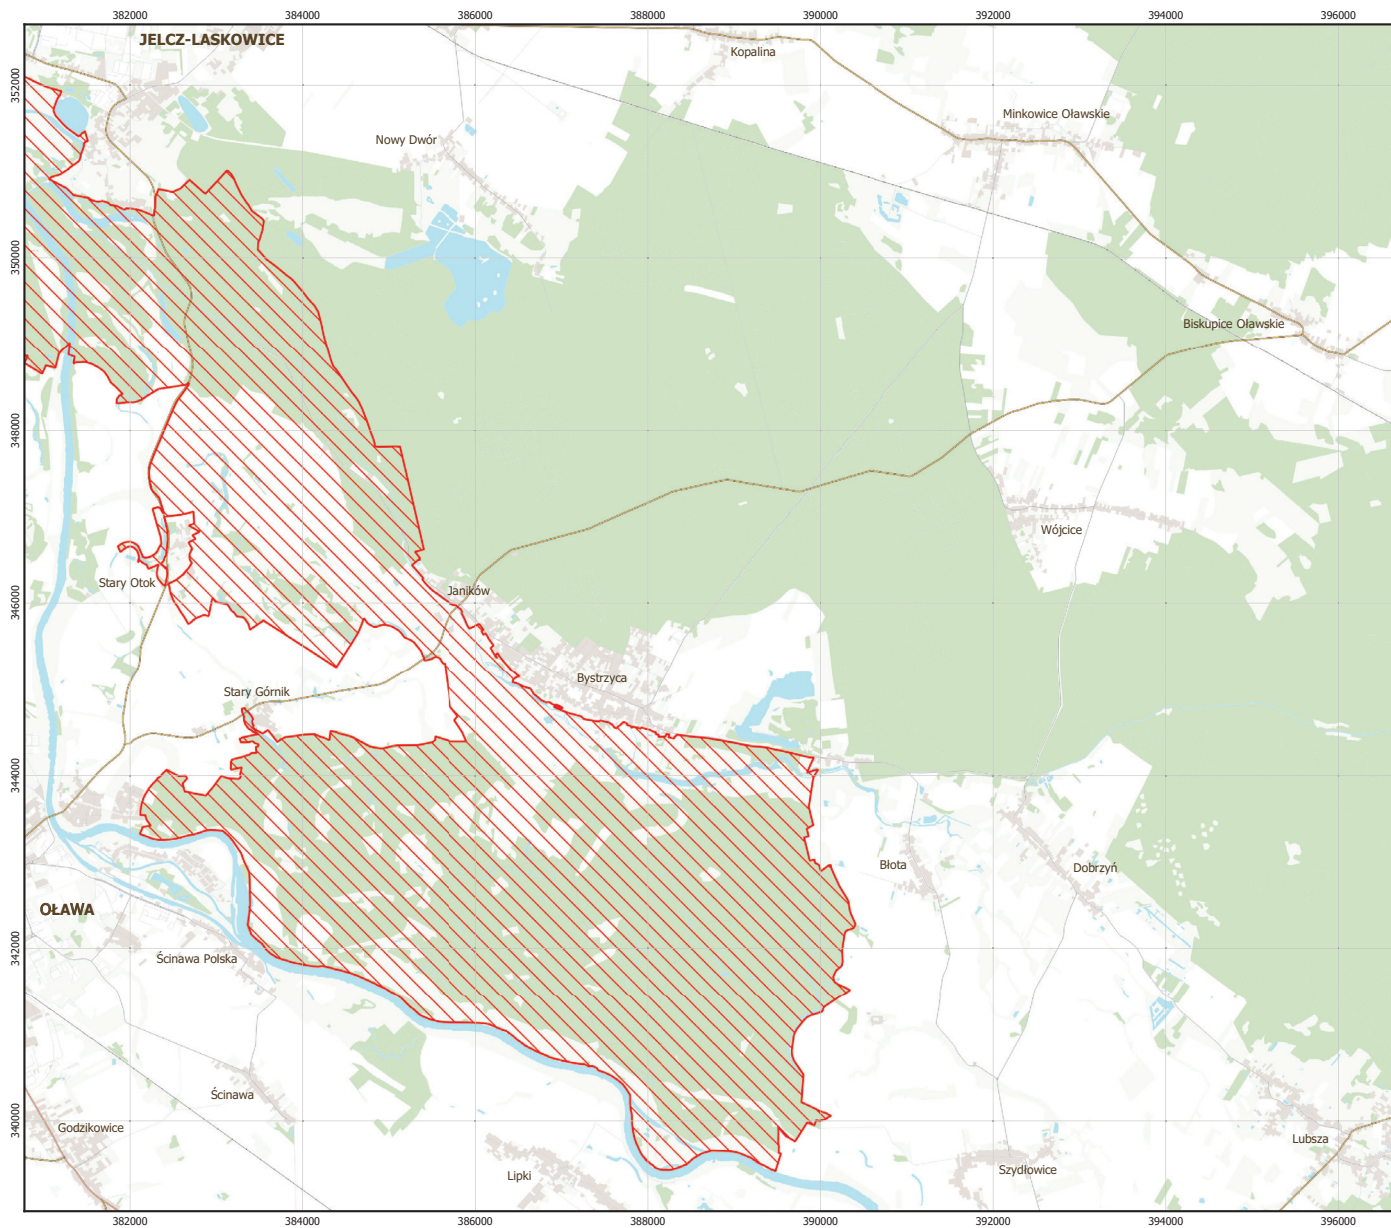 382000 384000 386000 388000 390000 392000 394000 396000
JELCZ-LASKOWICE
Kopalina
352000
Minkowice Oławskie
Nowy Dwór
350000
Biskupice Oławskie
348000
Wójcice
Stary Otok
Janików
346000
Bystrzyca
Stary Górnik
344000
Błota
Dobrzyń
OŁAWA
342000
Ścinawa Polska
Ścinawa
340000
Godzikowice
Lubsza
Lipki
Szydłowice
382000 384000 386000 388000 390000 392000 394000 396000